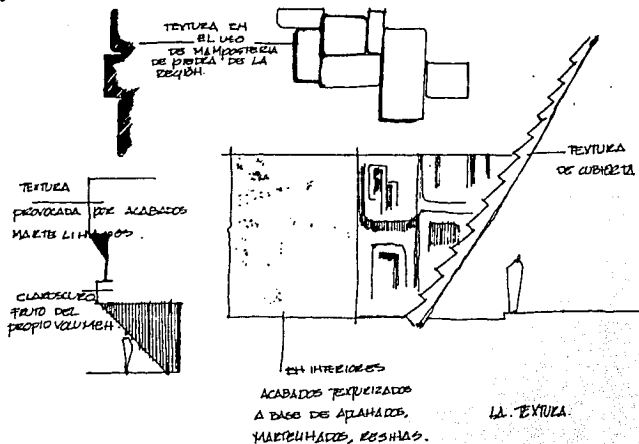 TEXTURA EN
EL USO
DE MAMPOSTERIA
DE PIEDRA DE LA
REGIÓN.
TEXTURA
DE CUBIERTA
TEXTURA
PROVOCADA POR ACABADOS
MARTELINADOS.
CLAROSCURO
FRUTO DEL
PROPIO VOLUMEN.
EN INTERIORES
ACABADOS TEXTURIZADOS
A BASE DE APLANADOS,
MARTELINADOS, RESINAS.
LA TEXTURA.